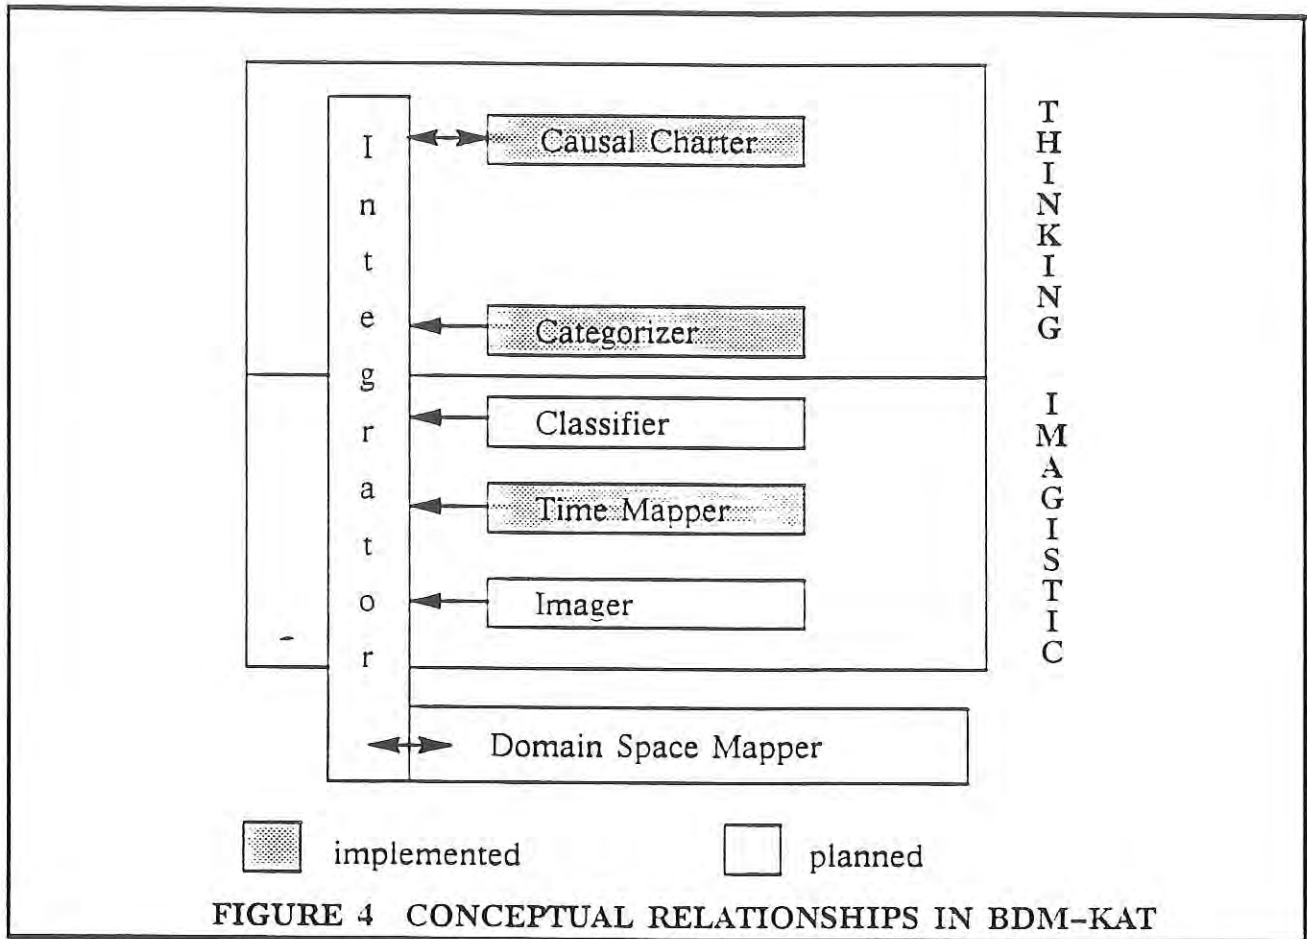 Integrator
Causal Charter
Categorizer
Classifier
Time Mapper
Imager
Domain Space Mapper
THINKING
IMAGISTIC
implemented
planned
FIGURE 4 CONCEPTUAL RELATIONSHIPS IN BDM-KAT